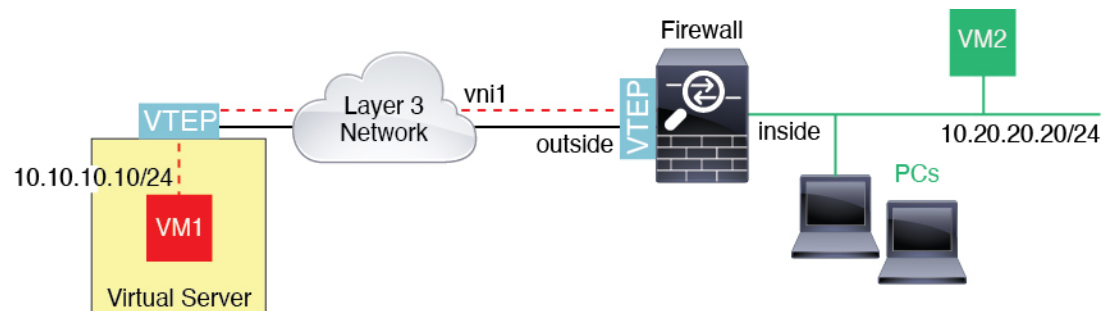 Firewall
VM2
Layer 3
Network
vni1
VTEP
VTEP
outside
inside
10.20.20.20/24
10.10.10.10/24
PCs
VM1
Virtual Server